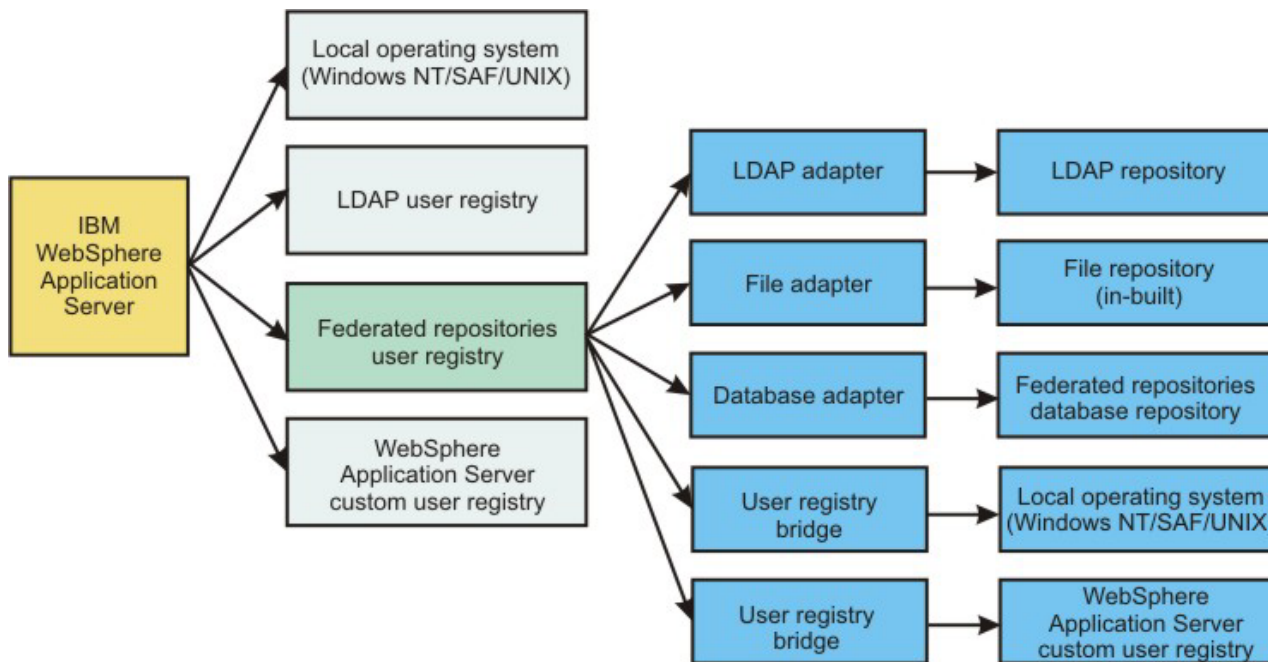 IBM
WebSphere
Application
Server
Local operating system
(Windows NT/SAF/UNIX)
LDAP user registry
Federated repositories
user registry
WebSphere
Application Server
custom user registry
LDAP adapter
LDAP repository
File adapter
File repository
(in-built)
Database adapter
Federated repositories
database repository
User registry
bridge
Local operating system
(Windows NT/SAF/UNIX
User registry
bridge
WebSphere
Application Server
custom user registry